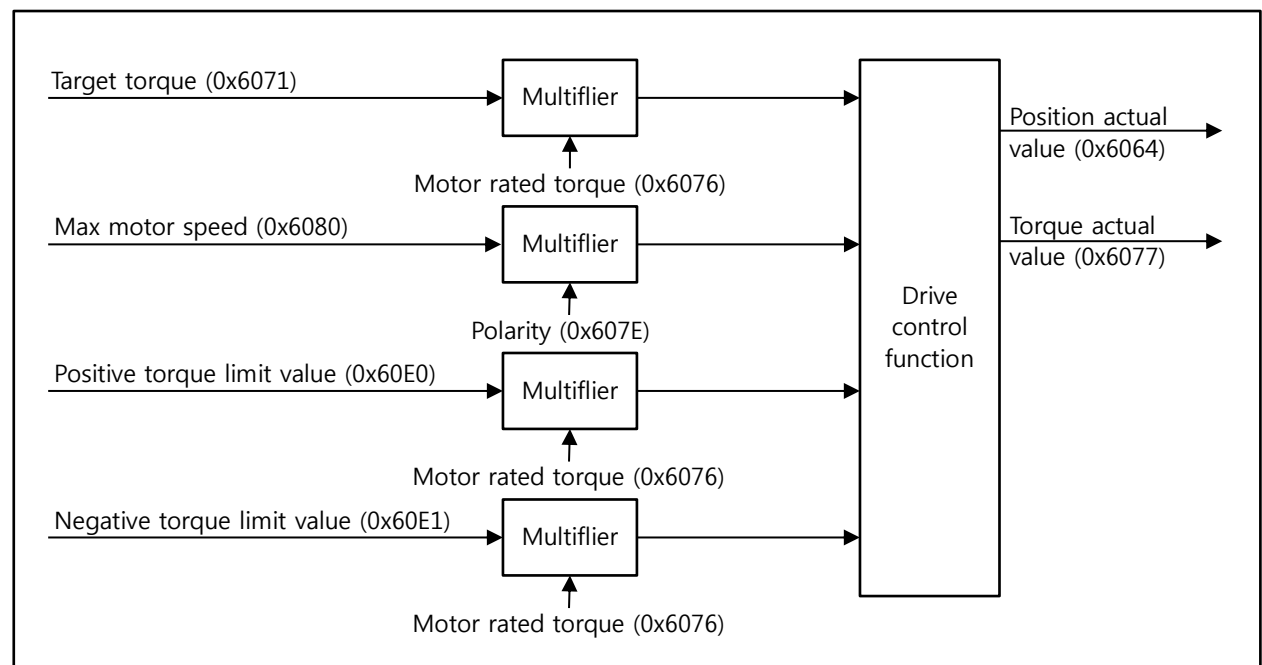 Target torque (0x6071)
Multiflier
Position actual
value (0x6064)
Motor rated torque (0x6076)
Max motor speed (0x6080)
Multiflier
Torque actual
value (0x6077)
Drive
control
function
Polarity (0x607E)
Positive torque limit value (0x60E0)
Multiflier
Motor rated torque (0x6076)
Negative torque limit value (0x60E1)
Multiflier
Motor rated torque (0x6076)